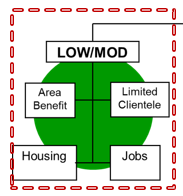 LOW/MOD
Area
Benefit
Limited
Clientele
Housing
Jobs